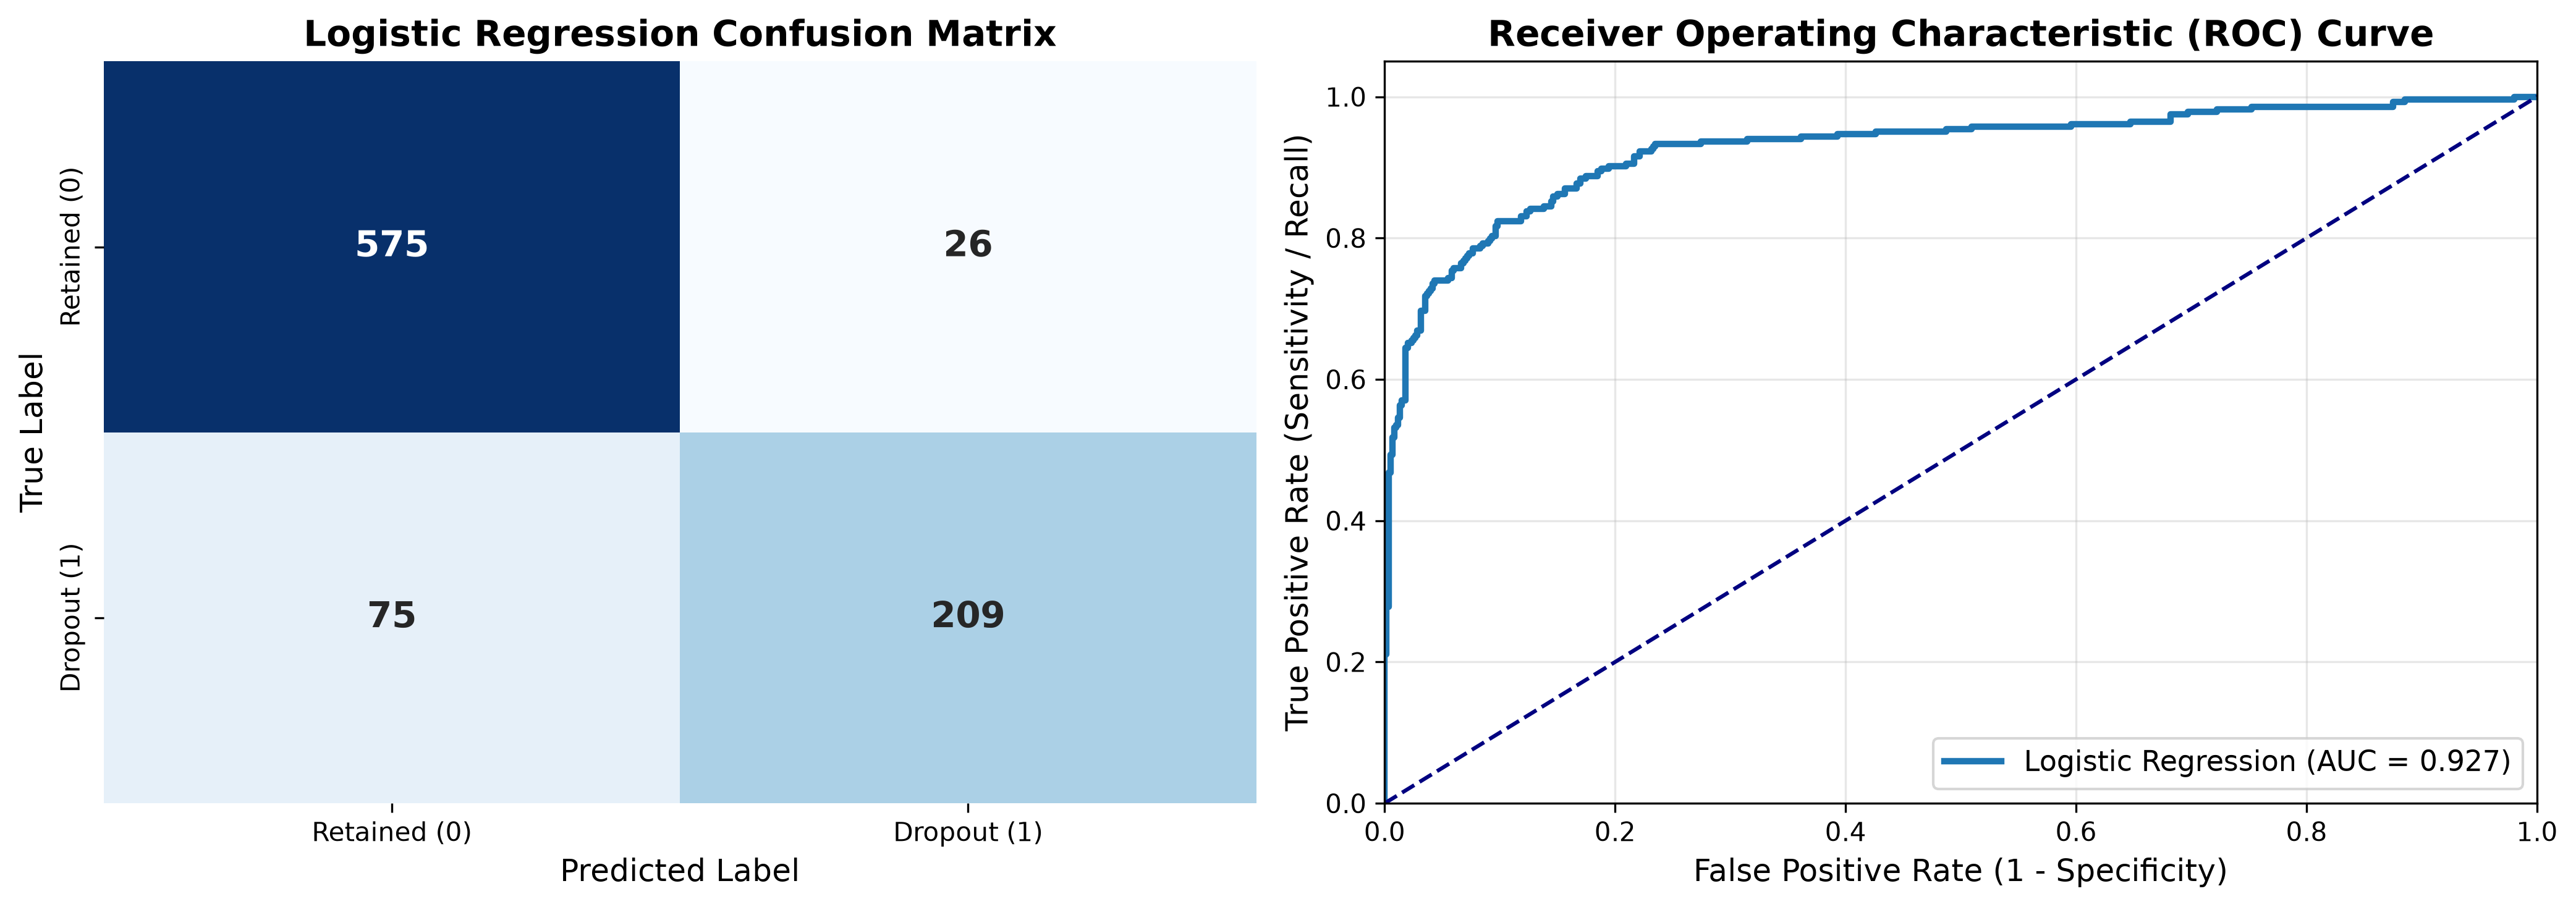 Logistic Regression Confusion Matrix
True Label
Retained (0)
575
26
Dropout (1)
75
209
Retained (0)
Dropout (1)
Predicted Label
Receiver Operating Characteristic (ROC) Curve
True Positive Rate (Sensitivity / Recall)
1.0
0.8
0.6
0.4
0.2
0.0
Logistic Regression (AUC = 0.927)
0.0
0.2
0.4
0.6
0.8
1.0
False Positive Rate (1 - Specificity)